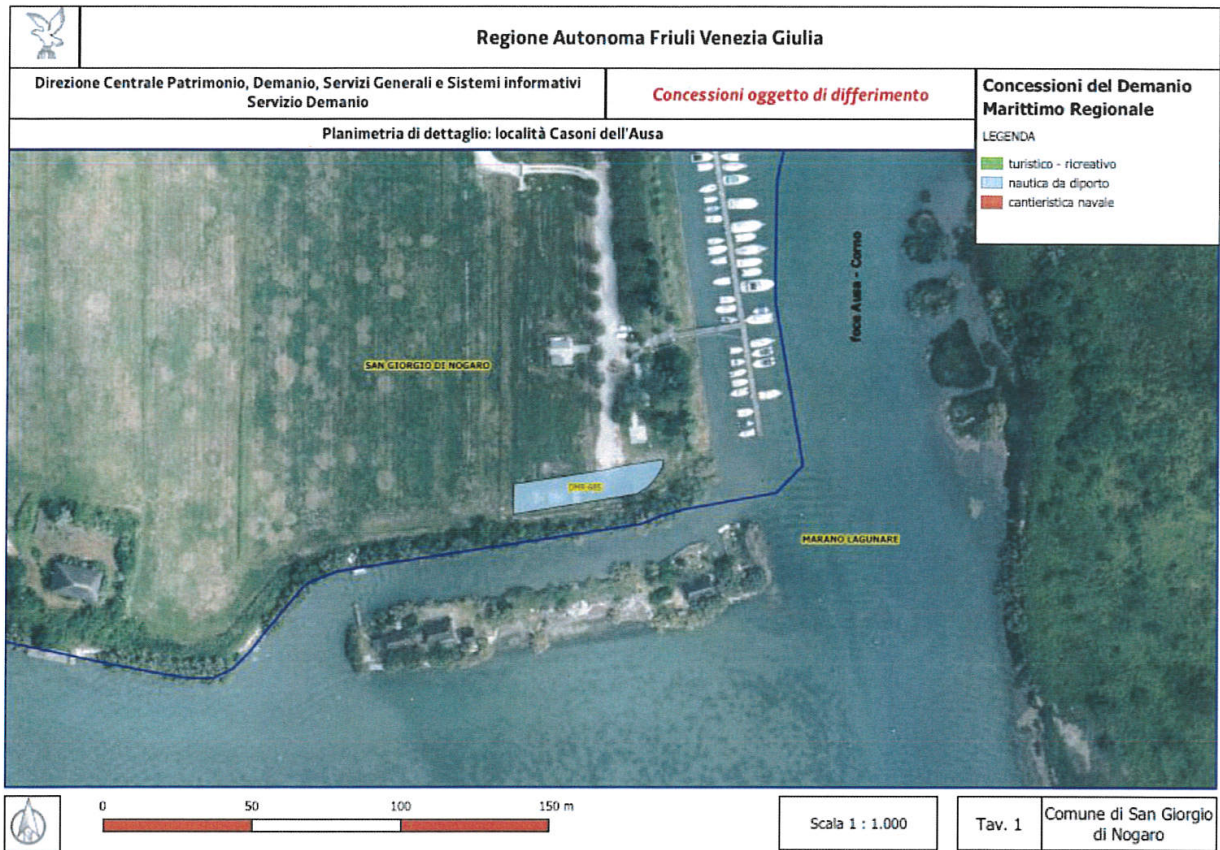 Regione Autonoma Friuli Venezia Giulia
Direzione Centrale Patrimonio, Demanio, Servizi Generali e Sistemi informativi
Servizio Demanio
Concessioni oggetto di differimento
Concessioni del Demanio
Marittimo Regionale
LEGENDA
turistico - ricreativo
nautica da diporto
cantieristica navale
Planimetria di dettaglio: località Casoni dell'Ausa
foce Ausa - Corno
SAN GIORGIO DI NOGARO
MARANO LAGUNARE
0 50 100 150 m
Scala 1 : 1.000
Tav. 1
Comune di San Giorgio
di Nogaro